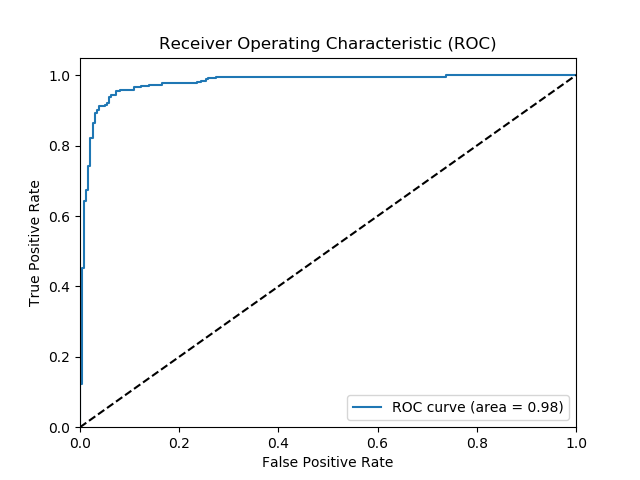 Receiver Operating Characteristic (ROC)
1.0
0.8
0.6
0.4
0.2
0.0
True Positive Rate
ROC curve (area = 0.98)
0.0 0.2 0.4 0.6 0.8 1.0
False Positive Rate